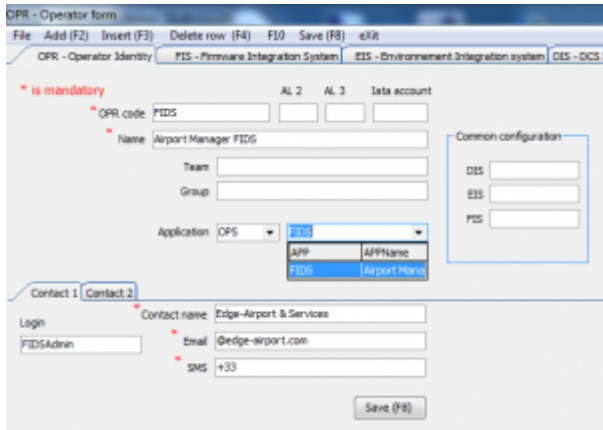 OPR - Operator form
File Add (F2) Insert (F3) Delete row (F4) F10 Save (F8) eXit
OPR - Operator Identity FIS - Firmware Integration System EIS - Environnement Integration system DIS - DCS
* is mandatory AL 2 AL 3 Iata account
* OPR code FIDS
* Name Airport Manager FIDS
Common configuration
Team
DIS
Group
EIS
FIS
Application OPS FIDS
APP APPName
FIDS Airport Mana
Contact 1 Contact 2
Login
* Contact name Edge-Airport & Services
FIDSAdmin
* Email @edge-airport.com
* SMS +33
Save (F8)